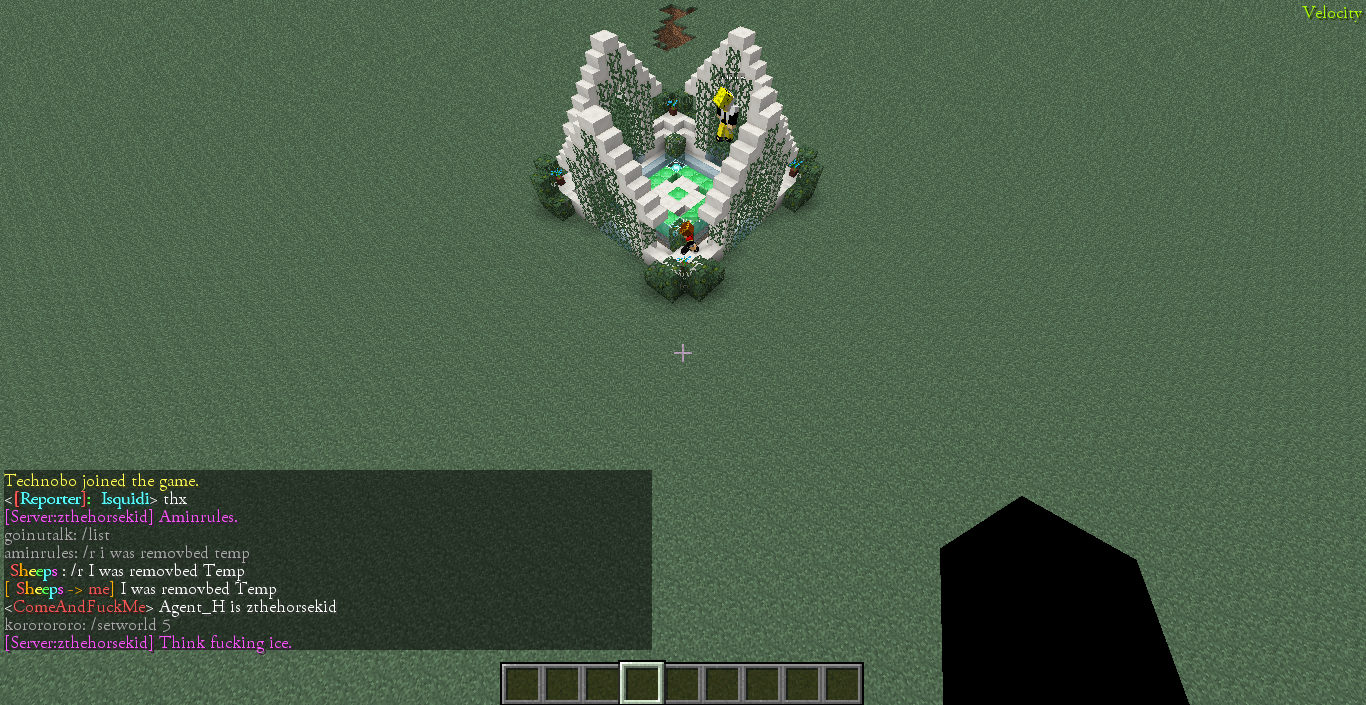 Velocity
Technobo joined the game.
<[Reporter]: Isquidi> thx
[Server:zthehorsekid] Aminrules.
goinutalk: /list
aminrules: /r i was removbed temp
Sheeps : /r I was removbed Temp
[ Sheeps -> me] I was removbed Temp
<ComeAndFuckMe> Agent_H is zthehorsekid
kororororo: /setworld 5
[Server:zthehorsekid] Think fucking ice.